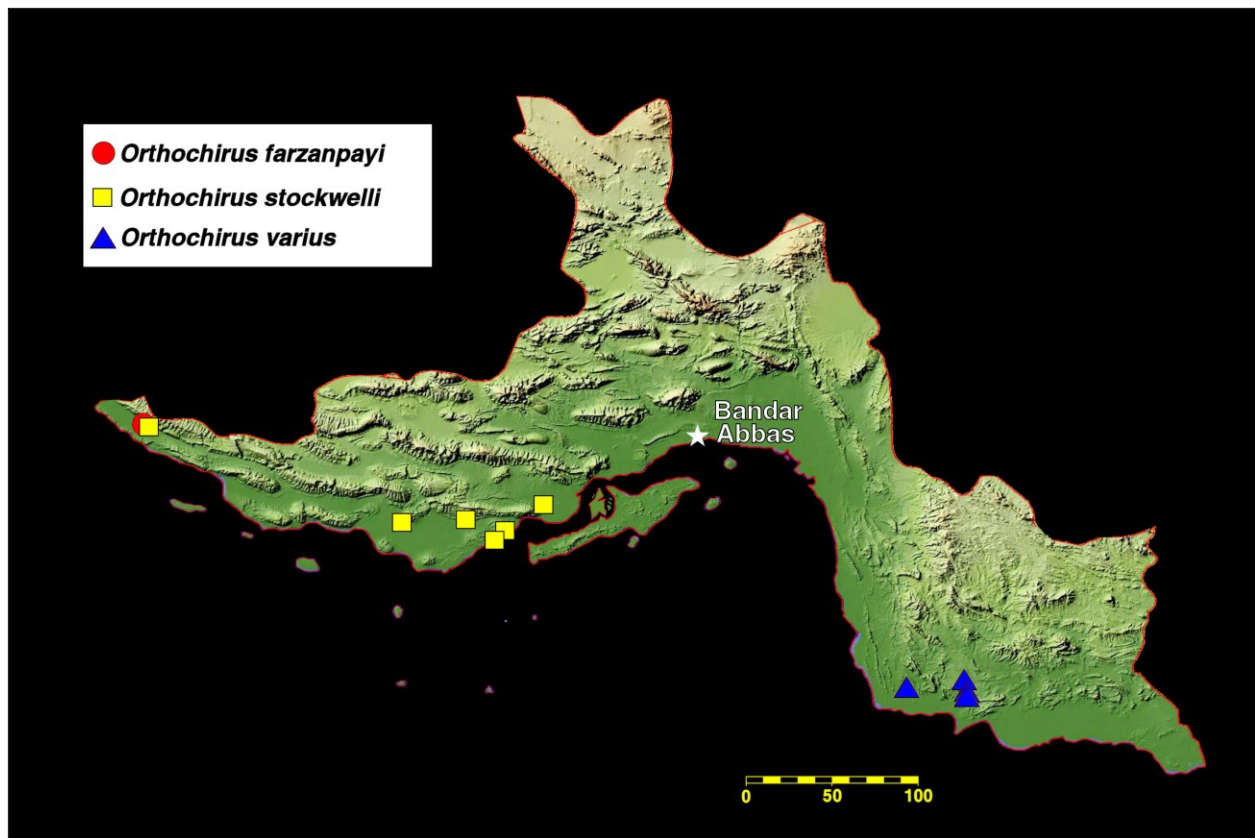 Orthochirus farzanpayi
Orthochirus stockwelli
Orthochirus varius
Bandar
Abbas
0 50 100